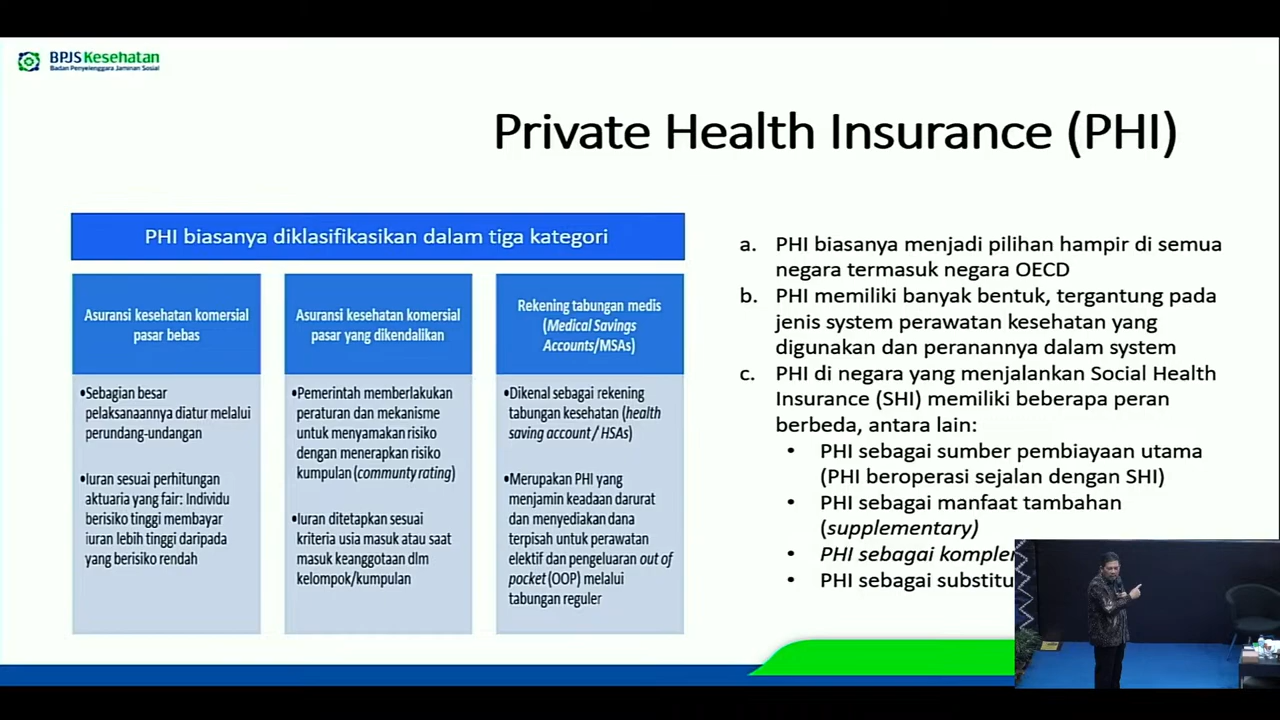 BPJS Kesehatan
Badan Penyelenggara Jaminan Sosial
Private Health Insurance (PHI)
PHI biasanya diklasifikasikan dalam tiga kategori
Asuransi kesehatan komersial
pasar bebas
•Sebagian besar
pelaksanaannya diatur melalui
perundang-undangan
•Iuran sesuai perhitungan
aktuaria yang fair: Individu
berisiko tinggi membayar
iuran lebih tinggi daripada
yang berisiko rendah
Asuransi kesehatan komersial
pasar yang dikendalikan
•Pemerintah memberlakukan
peraturan dan mekanisme
untuk menyamakan risiko
dengan menerapkan risiko
kumpulan (communty rating)
•Iuran ditetapkan sesuai
kriteria usia masuk atau saat
masuk keanggotaan dlm
kelompok/kumpulan
Rekening tabungan medis
(Medical Savings
Accounts/MSAs)
•Dikenal sebagai rekening
tabungan kesehatan (health
saving account / HSAs)
•Merupakan PHI yang
menjamin keadaan darurat
dan menyediakan dana
terpisah untuk perawatan
elektif dan pengeluaran out of
pocket (OOP) melalui
tabungan reguler
a. PHI biasanya menjadi pilihan hampir di semua
negara termasuk negara OECD
b. PHI memiliki banyak bentuk, tergantung pada
jenis system perawatan kesehatan yang
digunakan dan peranannya dalam system
c. PHI di negara yang menjalankan Social Health
Insurance (SHI) memiliki beberapa peran
berbeda, antara lain:
• PHI sebagai sumber pembiayaan utama
(PHI beroperasi sejalan dengan SHI)
• PHI sebagai manfaat tambahan
(supplementary)
• PHI sebagai
• PHI sebagai